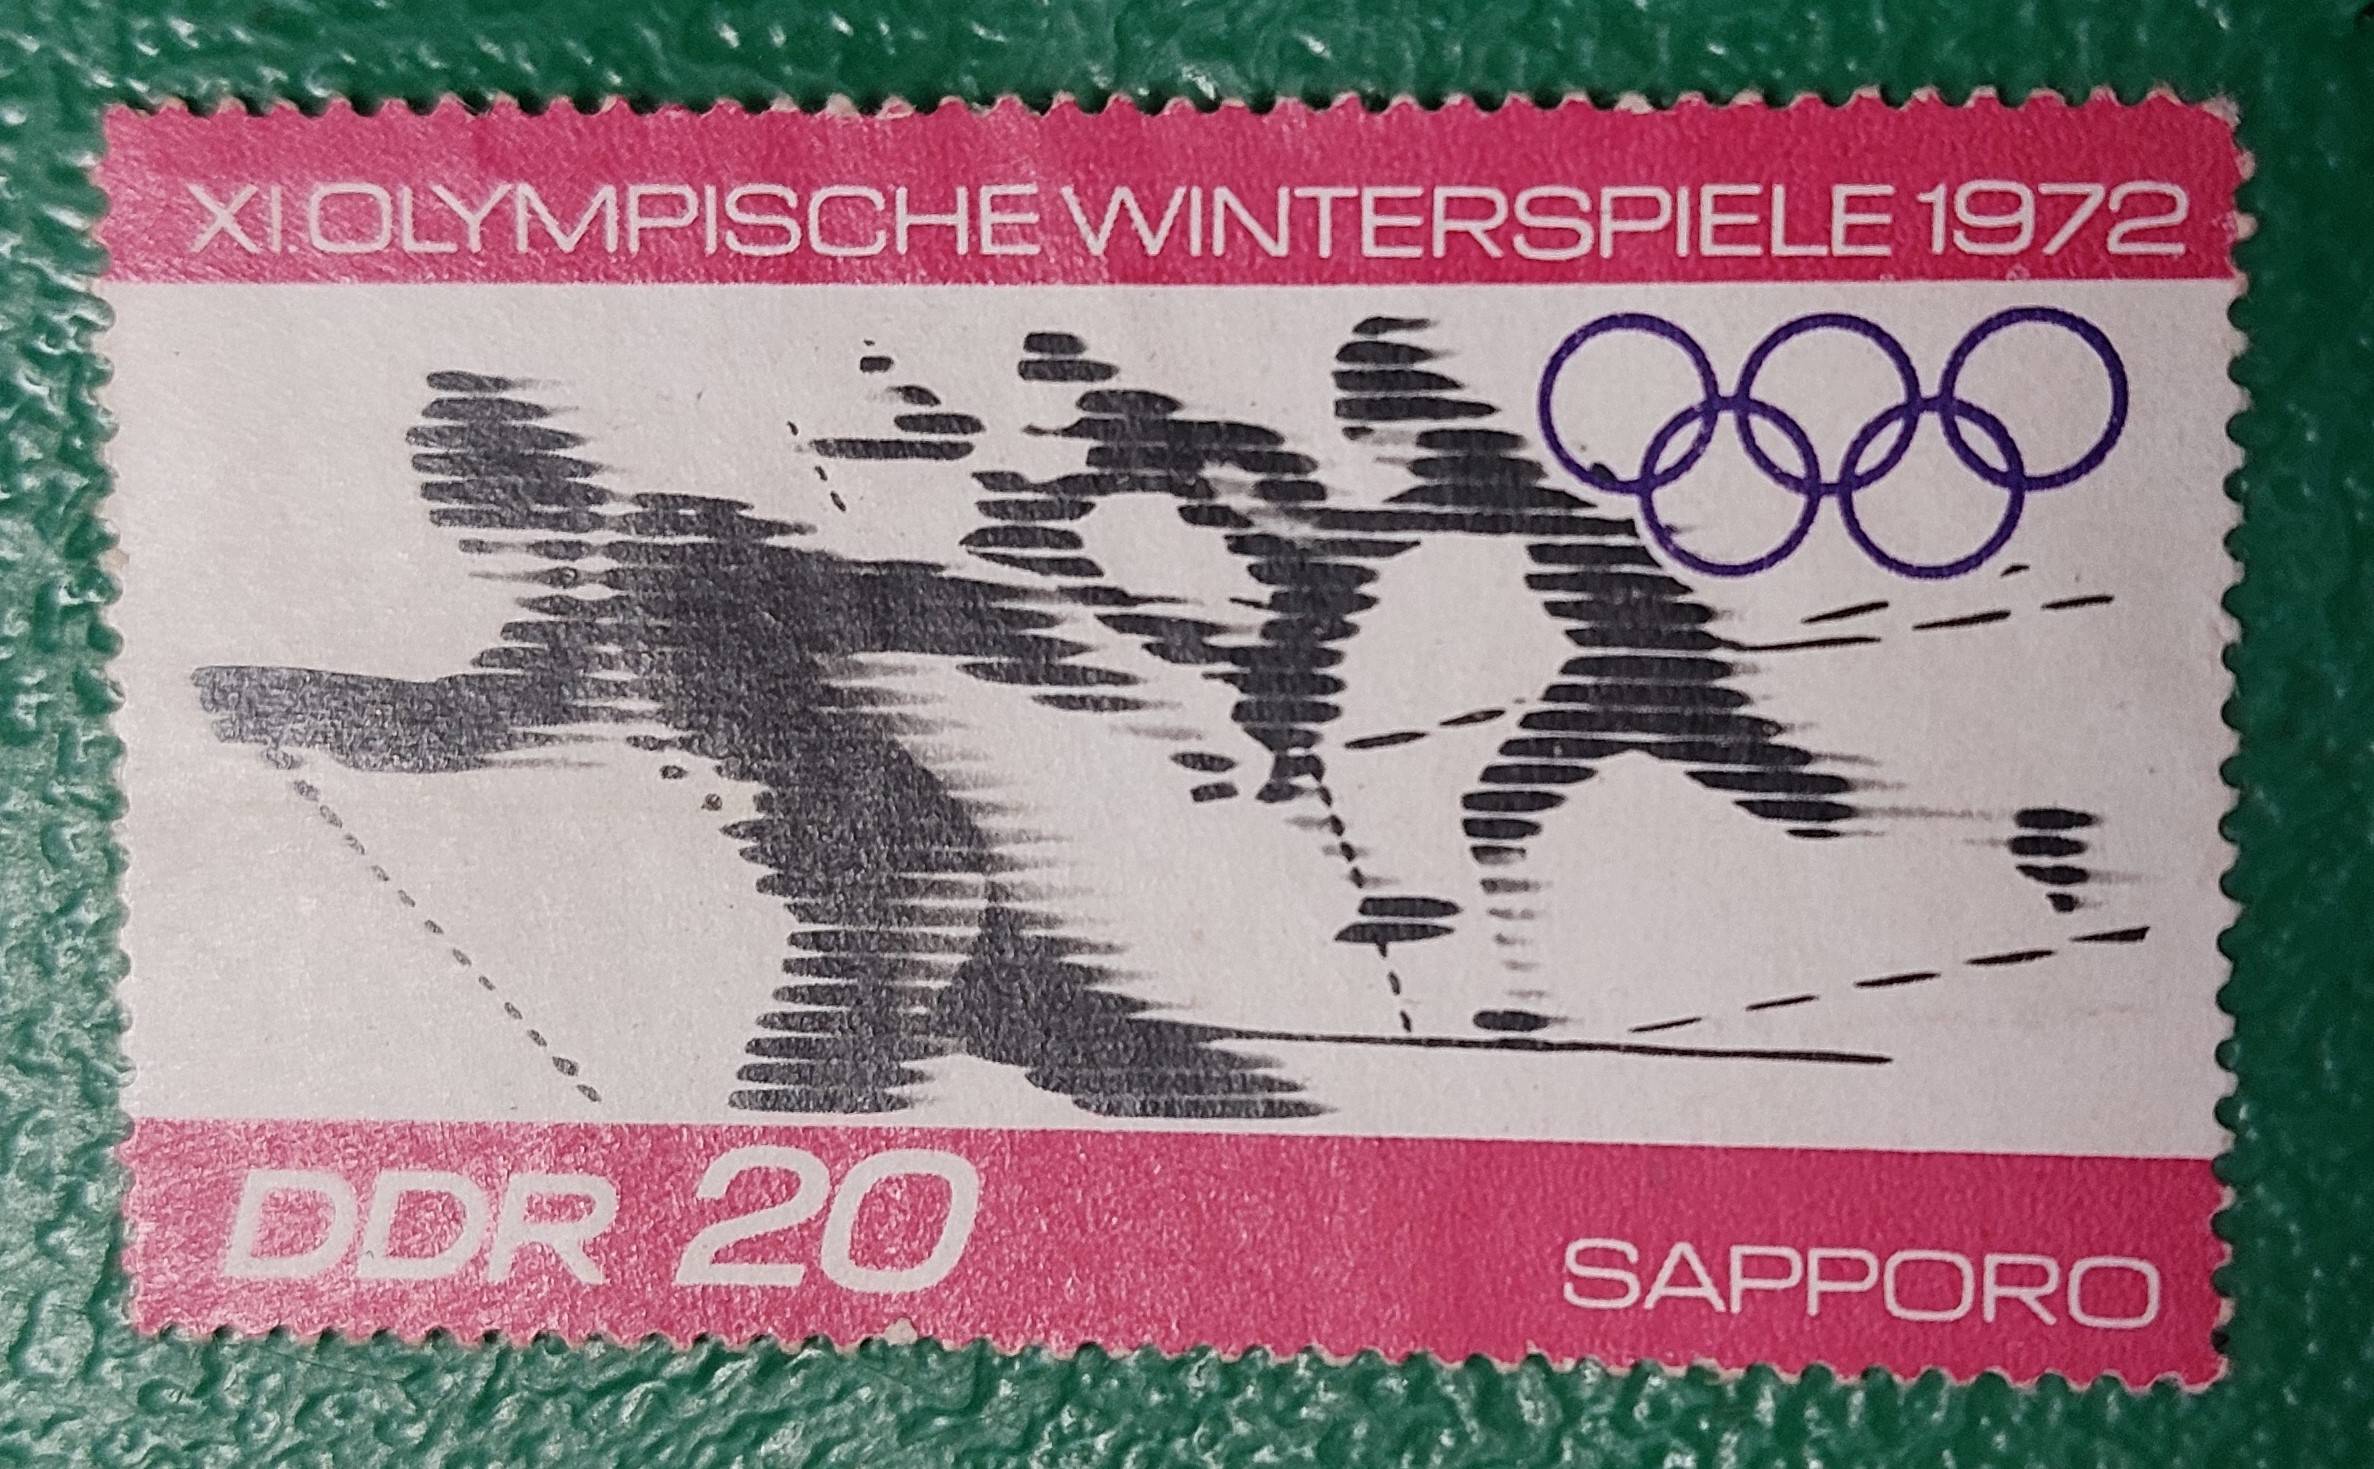 XI. OLYMPISCHE WINTERSPIELE 1972
DDR 20
SAPPORO